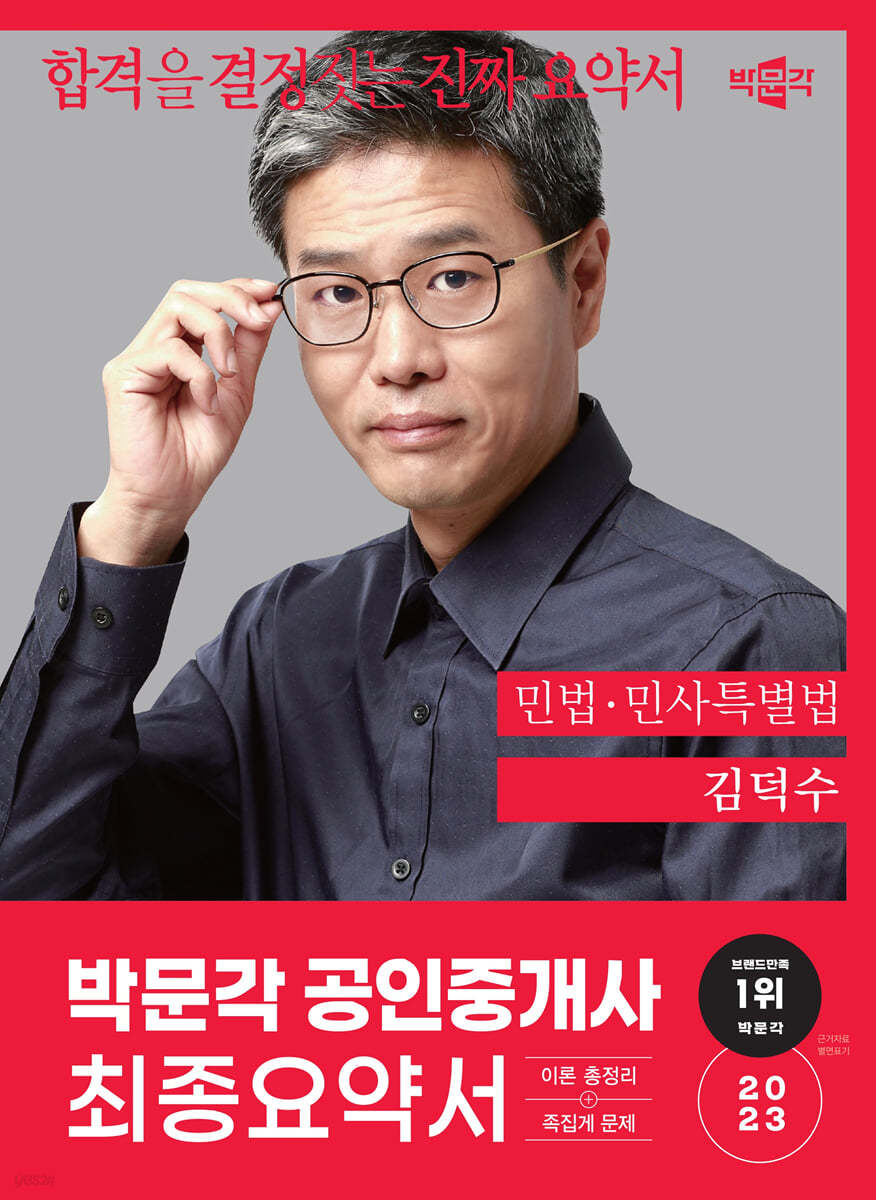 합격을 결정짓는 진짜 요약서
박문각
민법·민사특별법
김덕수
박문각 공인중개사
최종요약서
이론 총정리
+
족집게 문제
브랜드만족
1위
박문각
근거자료
별면표기
20
23
yes24